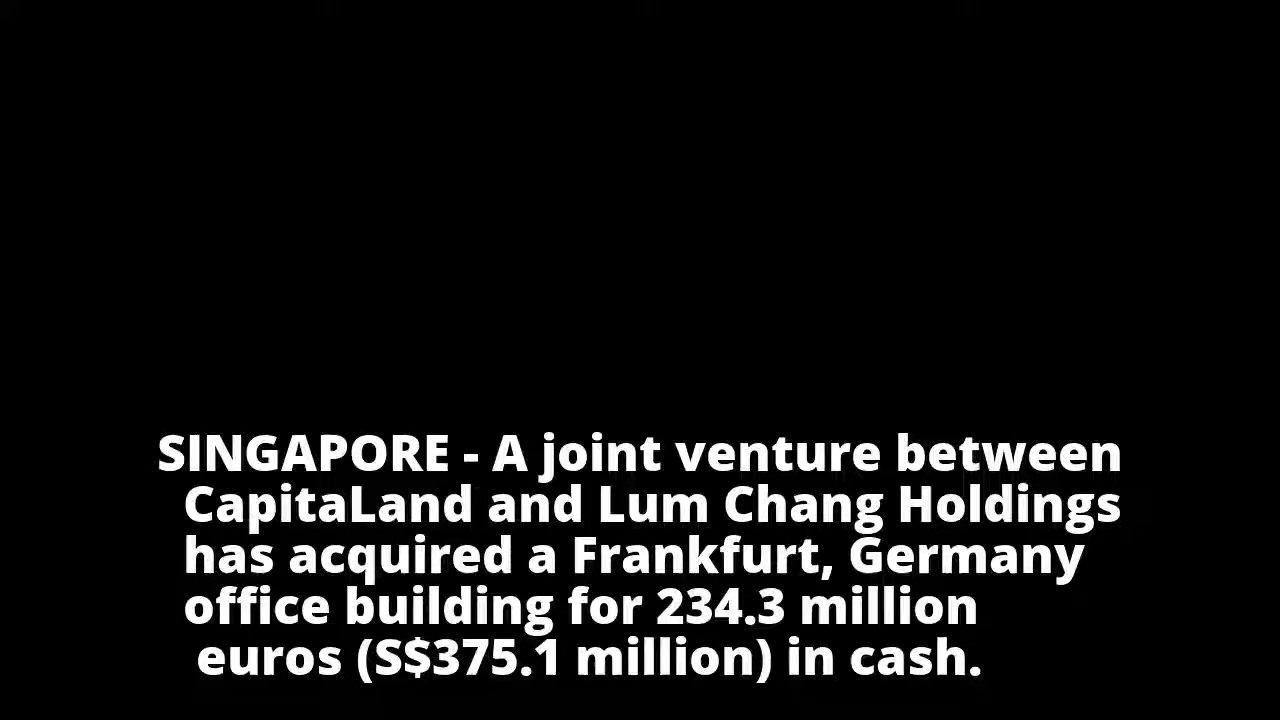 SINGAPORE - A joint venture between
CapitaLand and Lum Chang Holdings
has acquired a Frankfurt, Germany
office building for 234.3 million
euros (S$375.1 million) in cash.